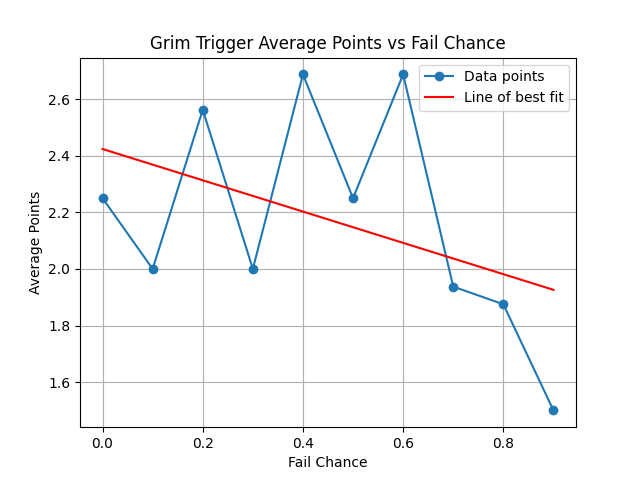 Grim Trigger Average Points vs Fail Chance
Data points
Line of best fit
Average Points
2.6
2.4
2.2
2.0
1.8
1.6
0.0 0.2 0.4 0.6 0.8
Fail Chance